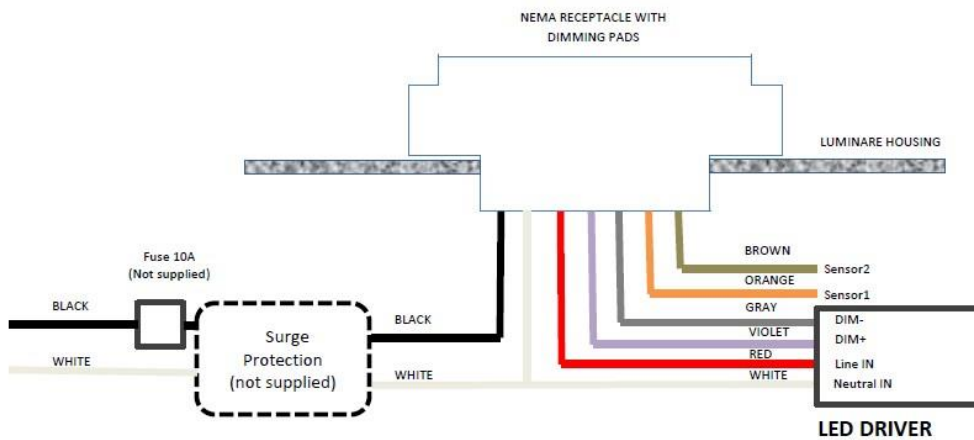 NEMA RECEPTACLE WITH
DIMMING PADS
LUMINARE HOUSING
Fuse 10A
(Not supplied)
BLACK
WHITE
Surge
Protection
(not supplied)
BLACK
WHITE
BROWN
Sensor2
ORANGE
Sensor1
GRAY
DIM-
VIOLET
DIM+
RED
Line IN
WHITE
Neutral IN
LED DRIVER